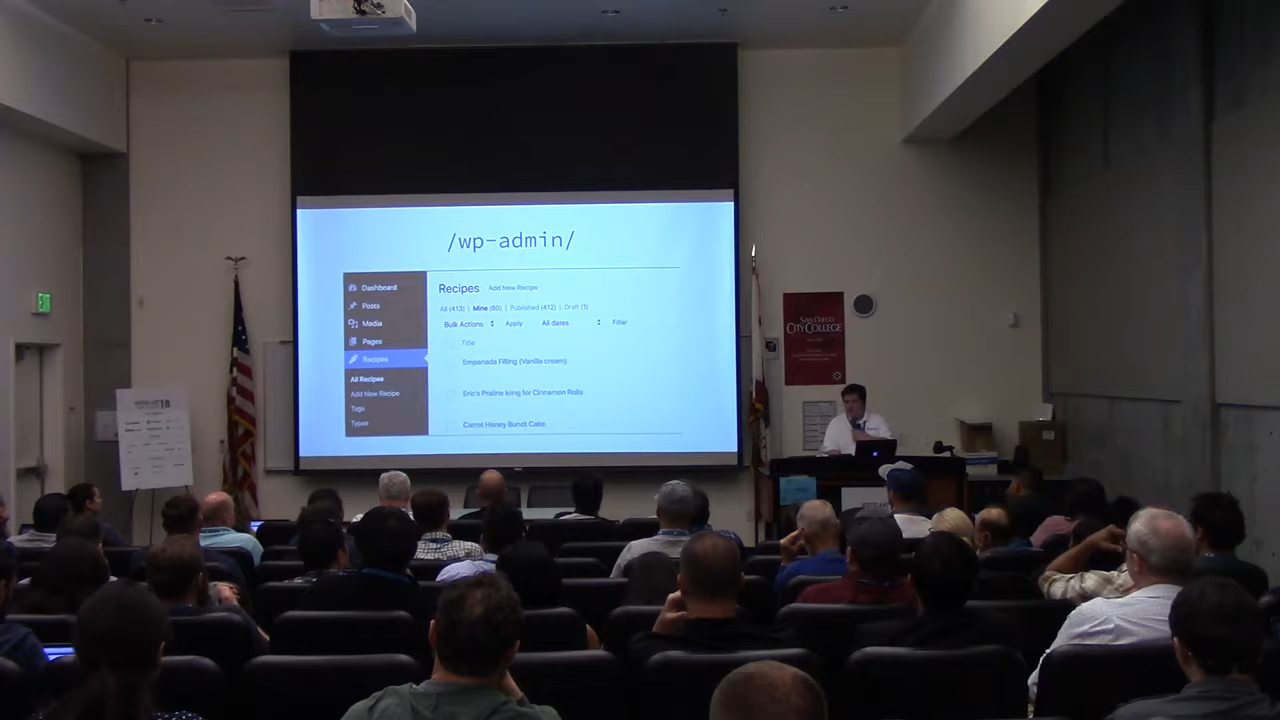 /wp-admin/
Dashboard
Posts
Media
Pages
Recipes
All Recipes
Add New Recipe
Tags
Types
Recipes Add New Recipe
All (413) | Mine (60) | Published (412) | Draft (1)
Bulk Actions Apply All dates Filter
Title
Empanada Filling (Vanilla cream)
Eric's Praline Icing for Cinnamon Rolls
Carrot Honey Bundt Cake
SAN DIEGO
CITY COLLEGE
18